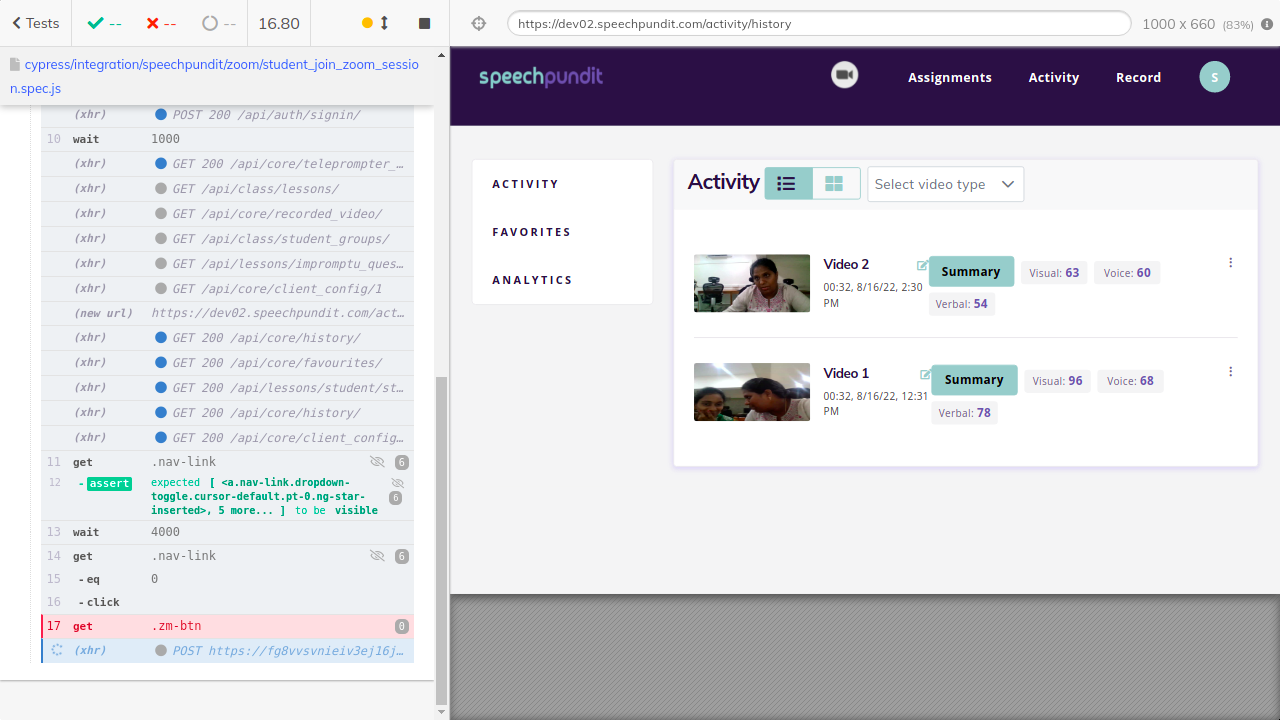 Tests
--
--
--
16.80
https://dev02.speechpundit.com/activity/history
1000 x 660 (83%)
cypress/integration/speechpundit/zoom/student_join_zoom_sessio
n.spec.js
(xhr) POST 200 /api/auth/signin/
10 wait 1000
(xhr) GET 200 /api/core/teleprompter_…
(xhr) GET /api/class/lessons/
(xhr) GET /api/core/recorded_video/
(xhr) GET /api/class/student_groups/
(xhr) GET /api/lessons/impromptu_ques…
(xhr) GET /api/core/client_config/1
(new url) https://dev02.speechpundit.com/act…
(xhr) GET 200 /api/core/history/
(xhr) GET 200 /api/core/favourites/
(xhr) GET 200 /api/lessons/student/st…
(xhr) GET 200 /api/core/history/
(xhr) GET 200 /api/core/client_config…
11 get .nav-link 6
12 - assert expected [ <a.nav-link.dropdown-
toggle.cursor-default.pt-0.ng-star-
inserted>, 5 more... ] to be visible
6
13 wait 4000
14 get .nav-link 6
15 - eq 0
16 - click
17 get .zm-btn 0
(xhr) POST https://fg8vvsvnieiv3ej16j…
speechpundit
Assignments
Activity
Record
S
ACTIVITY
FAVORITES
ANALYTICS
Activity
Select video type
Video 2
00:32, 8/16/22, 2:30
PM
Summary
Visual: 63
Voice: 60
Verbal: 54
Video 1
00:32, 8/16/22, 12:31
PM
Summary
Visual: 96
Voice: 68
Verbal: 78